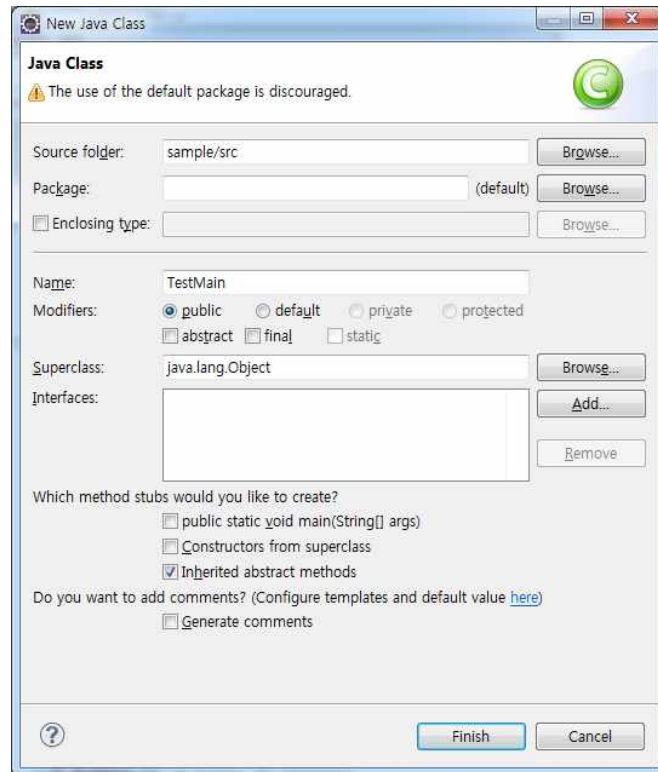 New Java Class
Java Class
The use of the default package is discouraged.
Source folder: sample/src Browse...
Package: (default) Browse...
Enclosing type: Browse...
Name: TestMain
Modifiers: public default private protected
abstract final static
Superclass: java.lang.Object Browse...
Interfaces: Add...
Remove
Which method stubs would you like to create?
public static void main(String[] args)
Constructors from superclass
Inherited abstract methods
Do you want to add comments? (Configure templates and default value here)
Generate comments
Finish Cancel